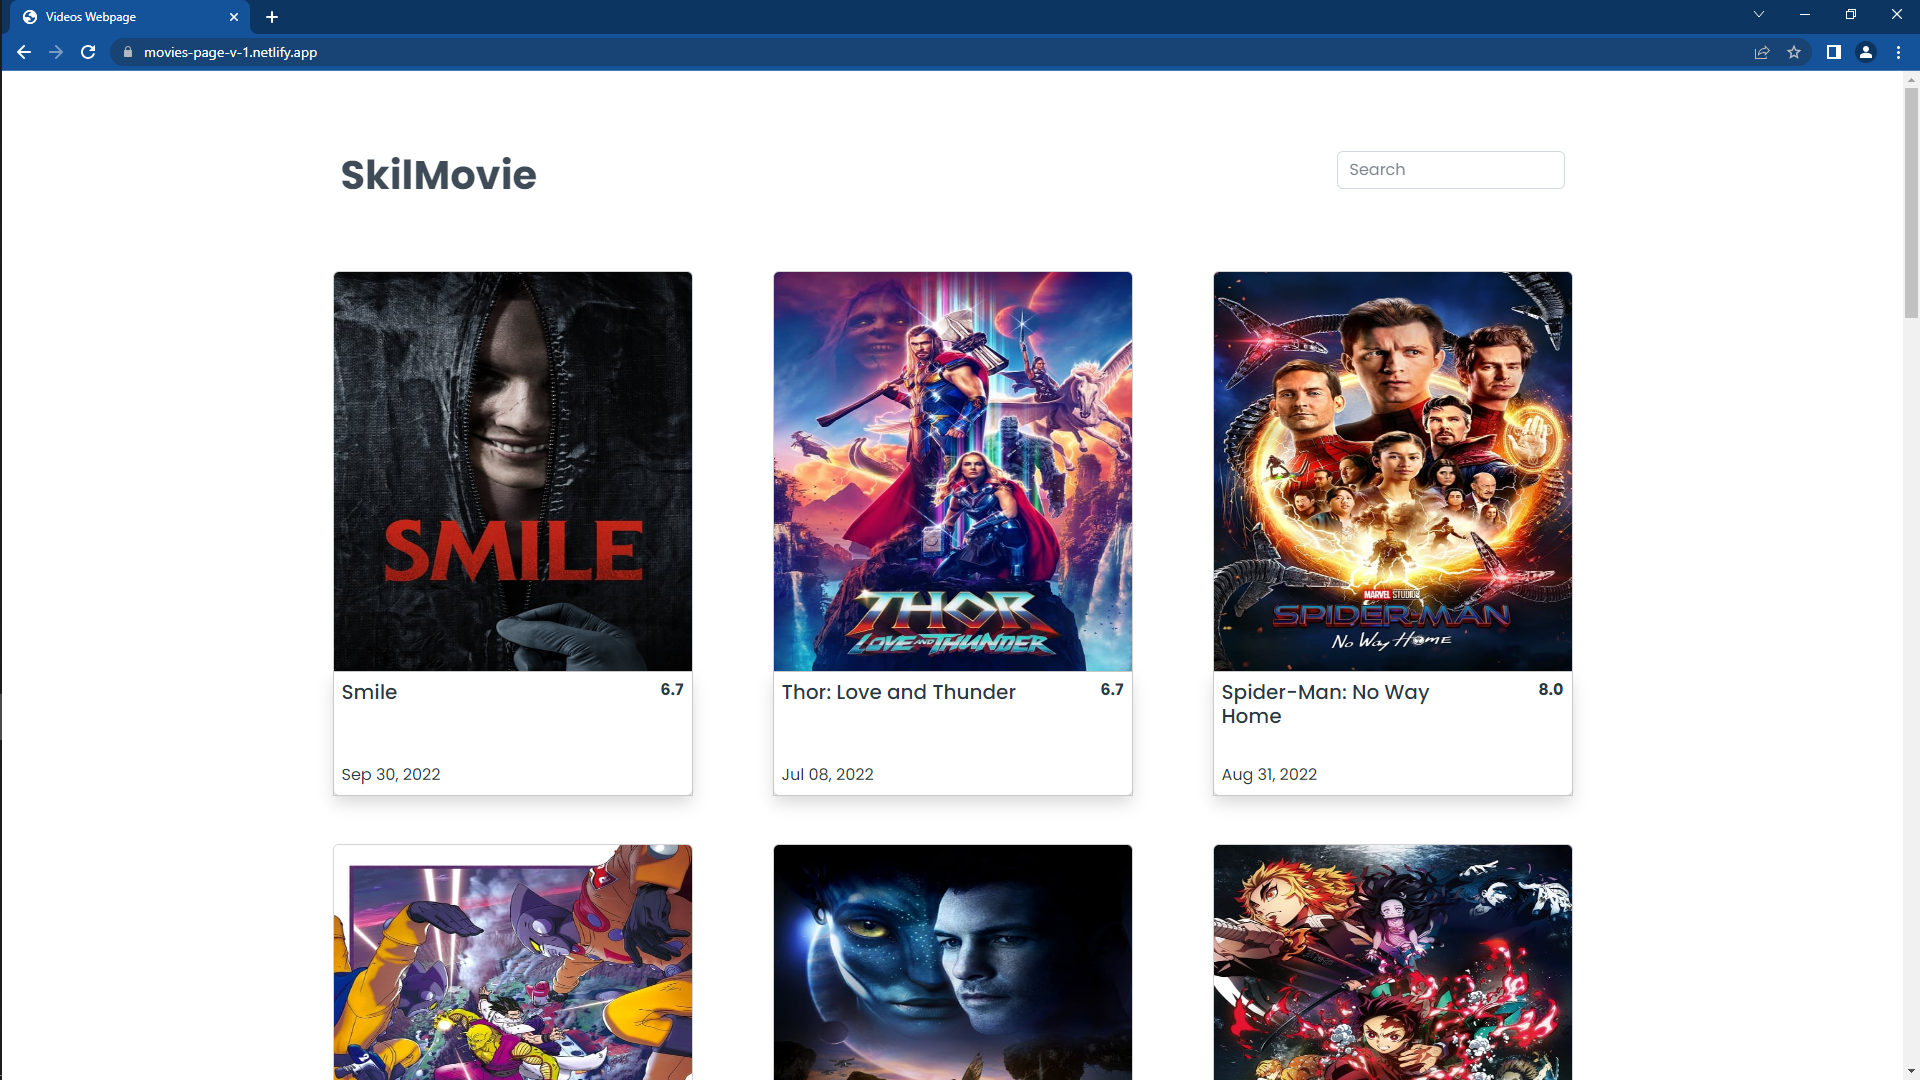 Videos Webpage
movies-page-v-1.netlify.app
SkilMovie
Search
SMILE
THOR
LOVE AND THUNDER
MARVEL STUDIOS
SPIDER-MAN
NO WAY HOME
Smile
6.7
Thor: Love and Thunder
6.7
Spider-Man: No Way
Home
8.0
Sep 30, 2022
Jul 08, 2022
Aug 31, 2022